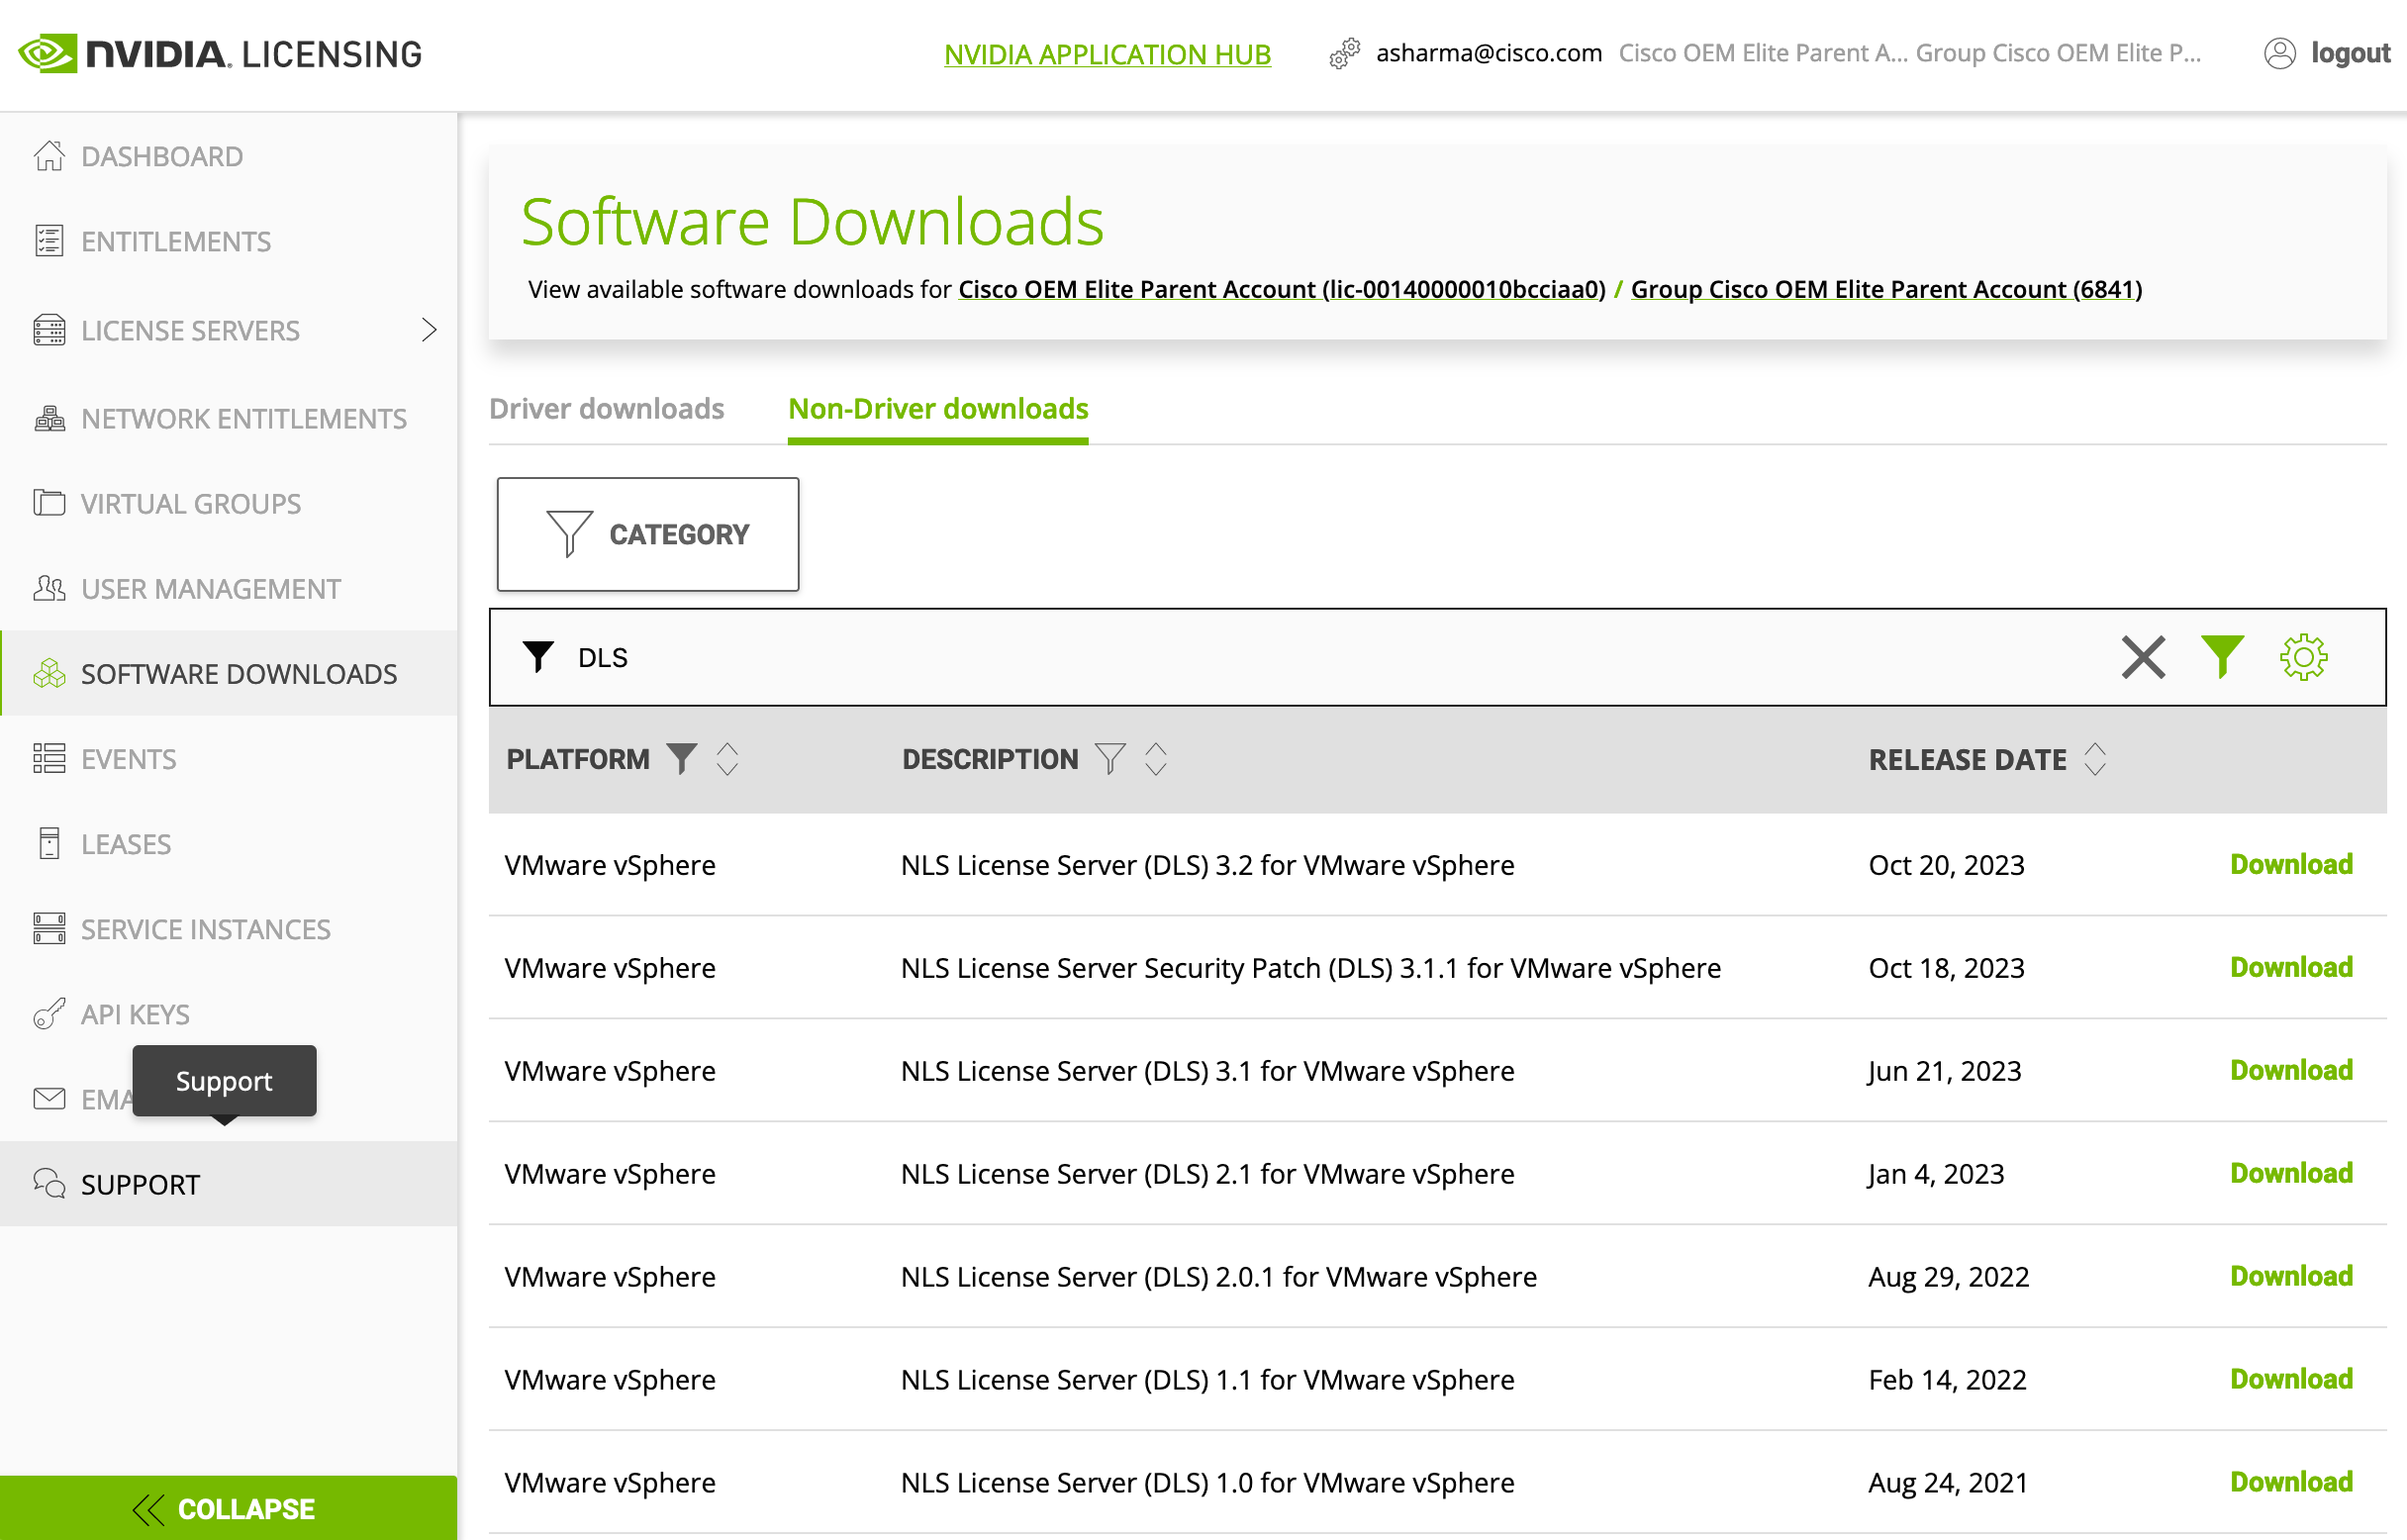 NVIDIA. LICENSING
NVIDIA APPLICATION HUB
asharma@cisco.com Cisco OEM Elite Parent A... Group Cisco OEM Elite P...
logout
DASHBOARD
ENTITLEMENTS
LICENSE SERVERS
NETWORK ENTITLEMENTS
VIRTUAL GROUPS
USER MANAGEMENT
SOFTWARE DOWNLOADS
EVENTS
LEASES
SERVICE INSTANCES
API KEYS
Support
SUPPORT
COLLAPSE
Software Downloads
View available software downloads for Cisco OEM Elite Parent Account (lic-00140000010bcciaa0) / Group Cisco OEM Elite Parent Account (6841)
Driver downloads Non-Driver downloads
CATEGORY
DLS
PLATFORM DESCRIPTION RELEASE DATE
VMware vSphere NLS License Server (DLS) 3.2 for VMware vSphere Oct 20, 2023 Download
VMware vSphere NLS License Server Security Patch (DLS) 3.1.1 for VMware vSphere Oct 18, 2023 Download
VMware vSphere NLS License Server (DLS) 3.1 for VMware vSphere Jun 21, 2023 Download
VMware vSphere NLS License Server (DLS) 2.1 for VMware vSphere Jan 4, 2023 Download
VMware vSphere NLS License Server (DLS) 2.0.1 for VMware vSphere Aug 29, 2022 Download
VMware vSphere NLS License Server (DLS) 1.1 for VMware vSphere Feb 14, 2022 Download
VMware vSphere NLS License Server (DLS) 1.0 for VMware vSphere Aug 24, 2021 Download